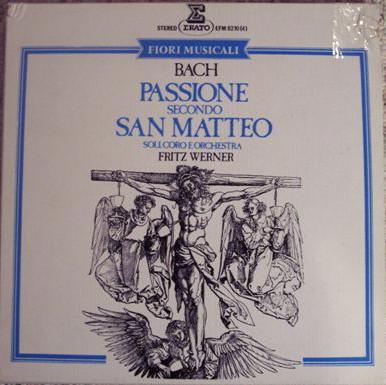 ERATO
STEREO EFM 8210 (4)
FIORI MUSICALI
BACH
PASSIONE
SECONDO
SAN MATTEO
SOLI, CORO E ORCHESTRA
FRITZ WERNER